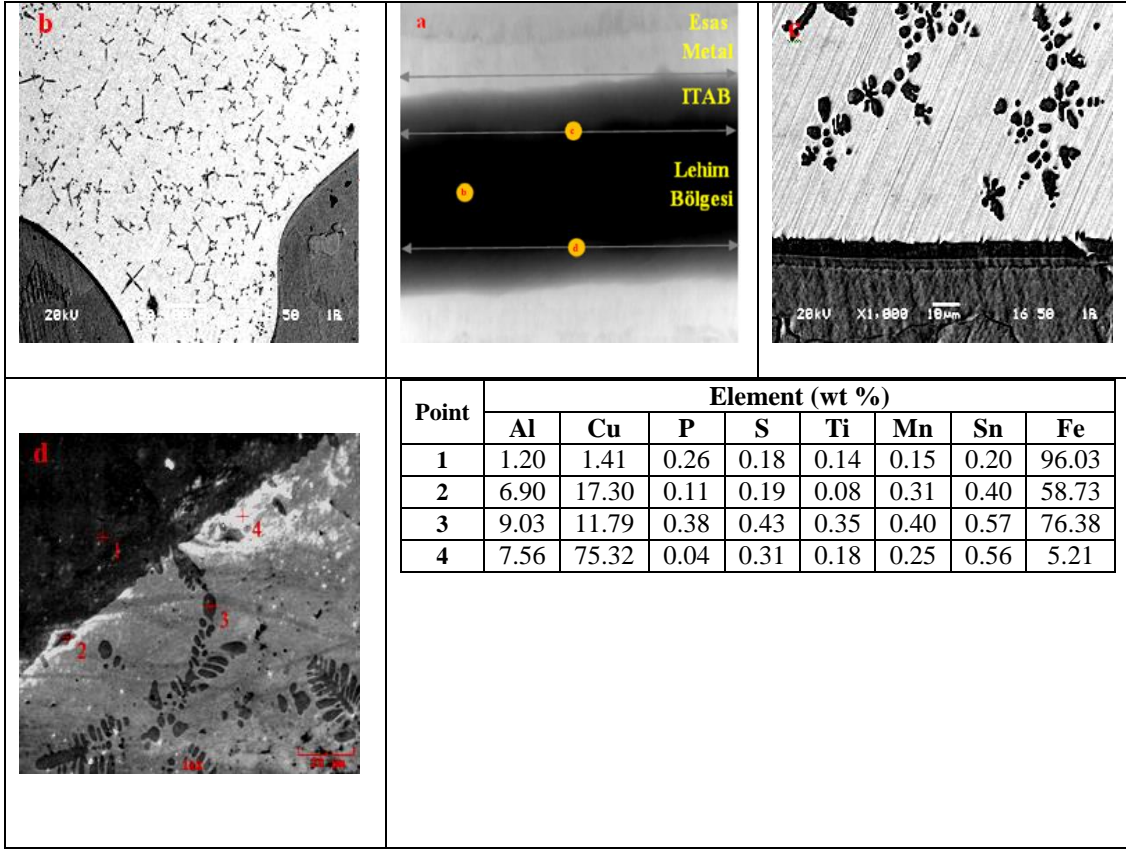 b
20kV
50
1R
a
Esas
Metal
ITAB
c
Lehim
b
Bölgesi
d
20kV X1,000 10µm 16 50 1R
d
1
4
3
2
Point Element (wt %)
Al Cu P S Ti Mn Sn Fe
1 1.20 1.41 0.26 0.18 0.14 0.15 0.20 96.03
2 6.90 17.30 0.11 0.19 0.08 0.31 0.40 58.73
3 9.03 11.79 0.38 0.43 0.35 0.40 0.57 76.38
4 7.56 75.32 0.04 0.31 0.18 0.25 0.56 5.21